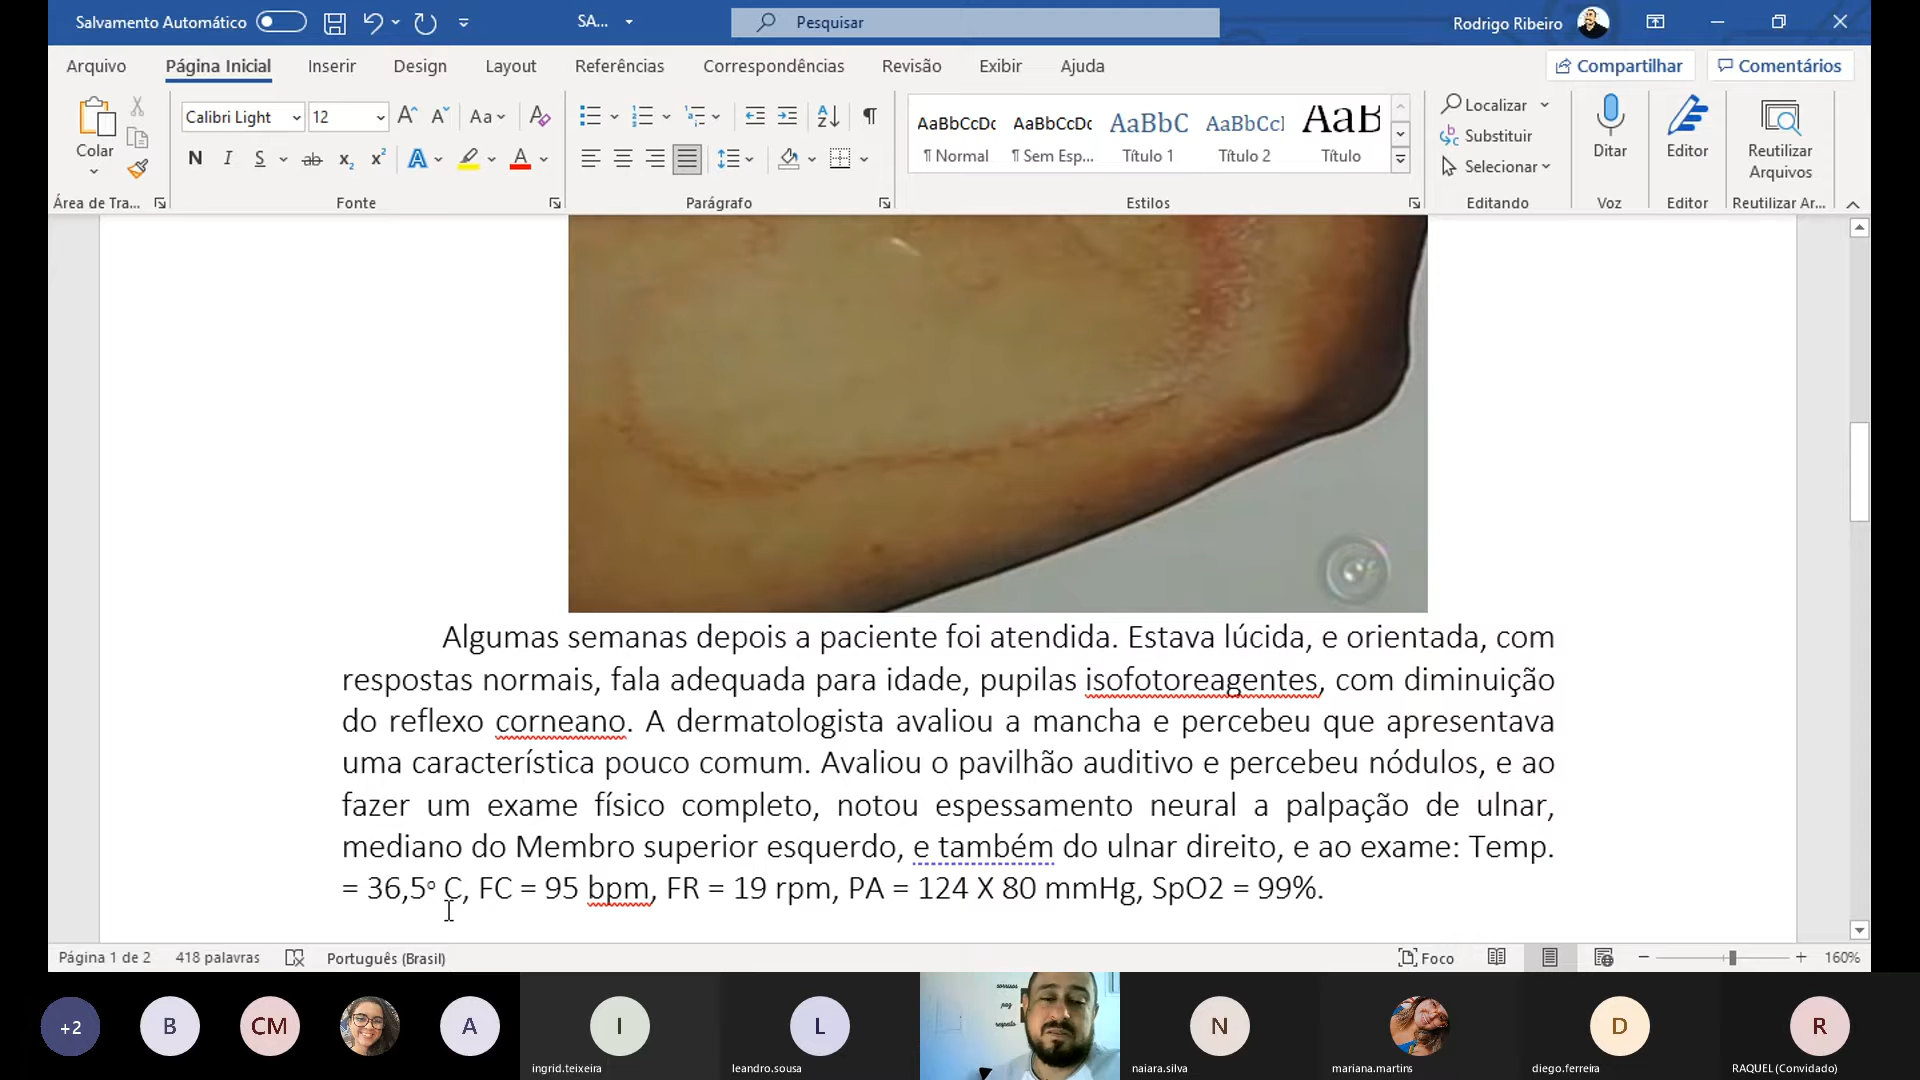 Salvamento Automático
SA...
Pesquisar
Rodrigo Ribeiro
Arquivo
Página Inicial
Inserir
Design
Layout
Referências
Correspondências
Revisão
Exibir
Ajuda
Compartilhar
Comentários
Colar
Calibri Light
12
Aa
N
I
S
ab
x₂
x²
A
A
AaBbCcDc
AaBbCcDc
AaBbC
AaBbCcI
AaB
¶ Normal
¶ Sem Esp...
Título 1
Título 2
Título
Localizar
Substituir
Selecionar
Ditar
Editor
Reutilizar
Arquivos
Área de Tra...
Fonte
Parágrafo
Estilos
Editando
Voz
Editor
Reutilizar Ar...
Algumas semanas depois a paciente foi atendida. Estava lúcida, e orientada, com
respostas normais, fala adequada para idade, pupilas isofotoreagentes, com diminuição
do reflexo corneano. A dermatologista avaliou a mancha e percebeu que apresentava
uma característica pouco comum. Avaliou o pavilhão auditivo e percebeu nódulos, e ao
fazer um exame físico completo, notou espessamento neural a palpação de ulnar,
mediano do Membro superior esquerdo, e também do ulnar direito, e ao exame: Temp.
= 36,5º C, FC = 95 bpm, FR = 19 rpm, PA = 124 X 80 mmHg, SpO2 = 99%.
Página 1 de 2
418 palavras
Português (Brasil)
Foco
160%
+2
B
CM
A
I
L
N
D
R
ingrid.teixeira
leandro.sousa
naiara.silva
mariana.martins
diego.ferreira
RAQUEL (Convidado)